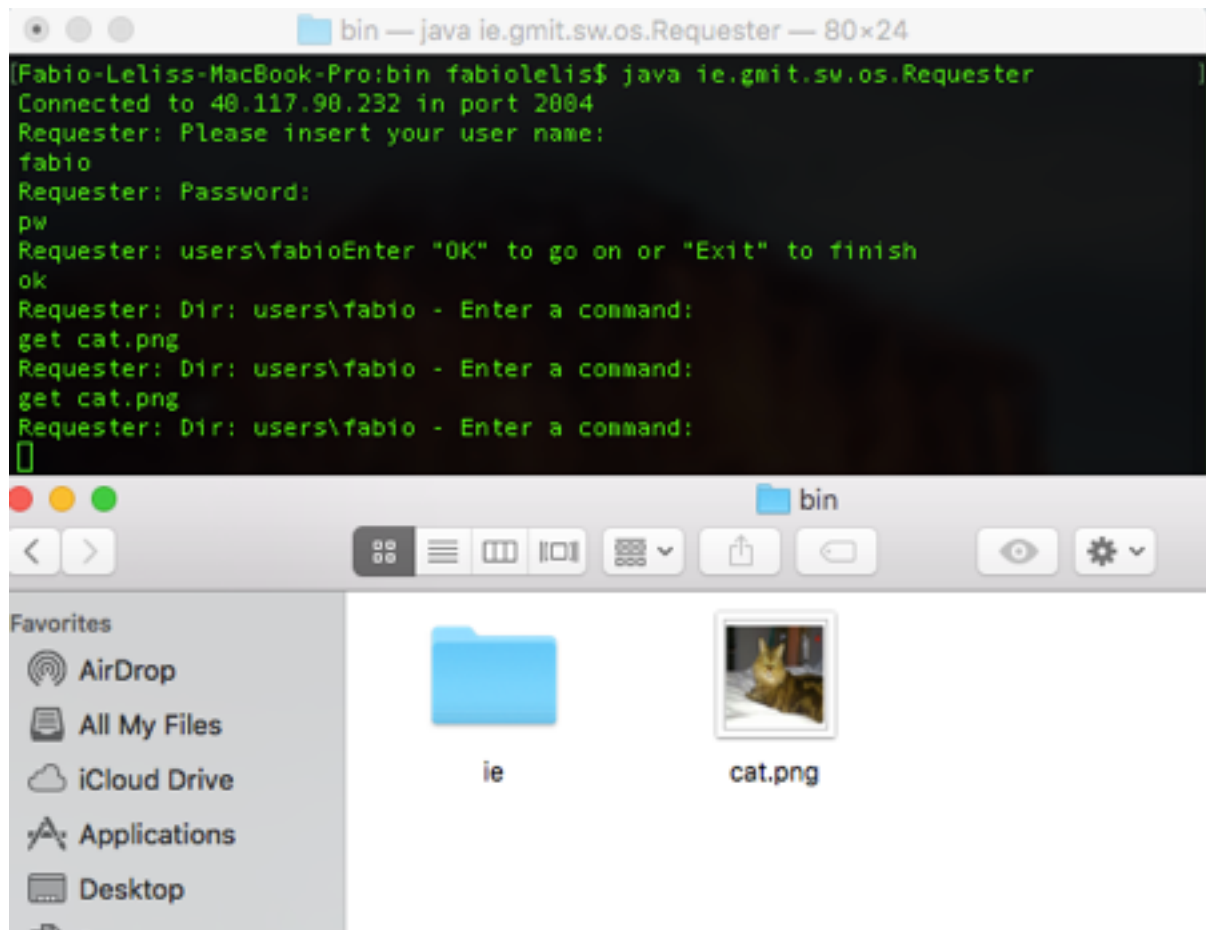 bin — java ie.gmit.sw.os.Requester — 80×24
[Fabio-Leliss-MacBook-Pro:bin fabiolelis$ java ie.gmit.sw.os.Requester ]
Connected to 40.117.90.232 in port 2004
Requester: Please insert your user name:
fabio
Requester: Password:
pw
Requester: users\fabioEnter "OK" to go on or "Exit" to finish
ok
Requester: Dir: users\fabio - Enter a command:
get cat.png
Requester: Dir: users\fabio - Enter a command:
get cat.png
Requester: Dir: users\fabio - Enter a command:
bin
Favorites
AirDrop
All My Files
iCloud Drive
Applications
Desktop
ie
cat.png